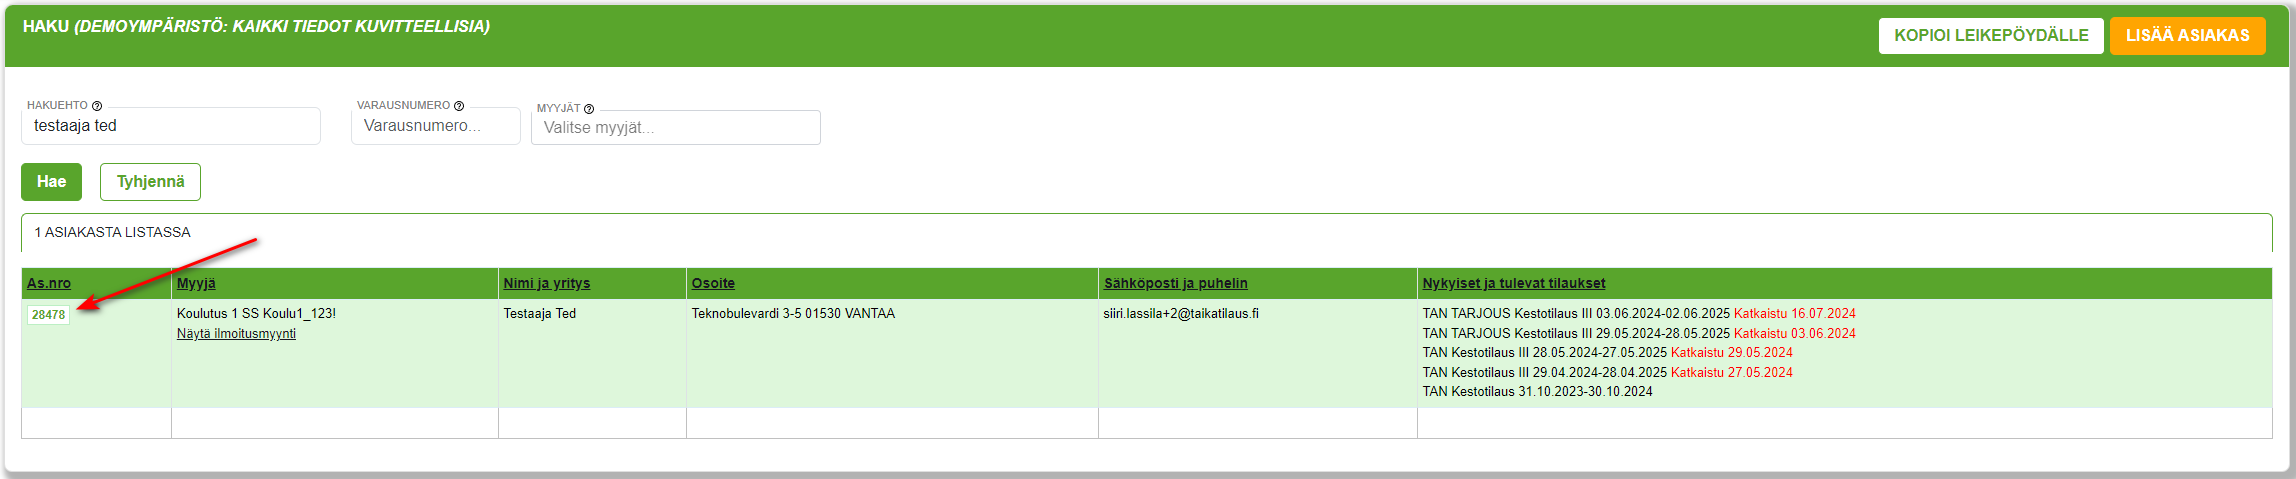 HAKU (DEMOYMPÄRISTÖ: KAIKKI TIEDOT KUVITTEELLISIA)
KOPIOI LEIKEPÖYDÄLLE
LISÄÄ ASIAKAS
HAKUEHTO
testaaja ted
VARAUSNUMERO
Varausnumero...
MYYJÄT
Valitse myyjät...
Hae
Tyhjennä
1 ASIAKASTA LISTASSA
As.nro Myyjä Nimi ja yritys Osoite Sähköposti ja puhelin Nykyiset ja tulevat tilaukset
28478
Koulutus 1 SS Koulu1_123!
Näytä ilmoitusmyynti
Testaaja Ted
Teknobulevardi 3-5 01530 VANTAA
siiri.lassila+2@taikatilaus.fi
TAN TARJOUS Kestotilaus III 03.06.2024-02.06.2025 Katkaistu 16.07.2024
TAN TARJOUS Kestotilaus III 29.05.2024-28.05.2025 Katkaistu 03.06.2024
TAN Kestotilaus III 28.05.2024-27.05.2025 Katkaistu 29.05.2024
TAN Kestotilaus III 29.04.2024-28.04.2025 Katkaistu 27.05.2024
TAN Kestotilaus 31.10.2023-30.10.2024